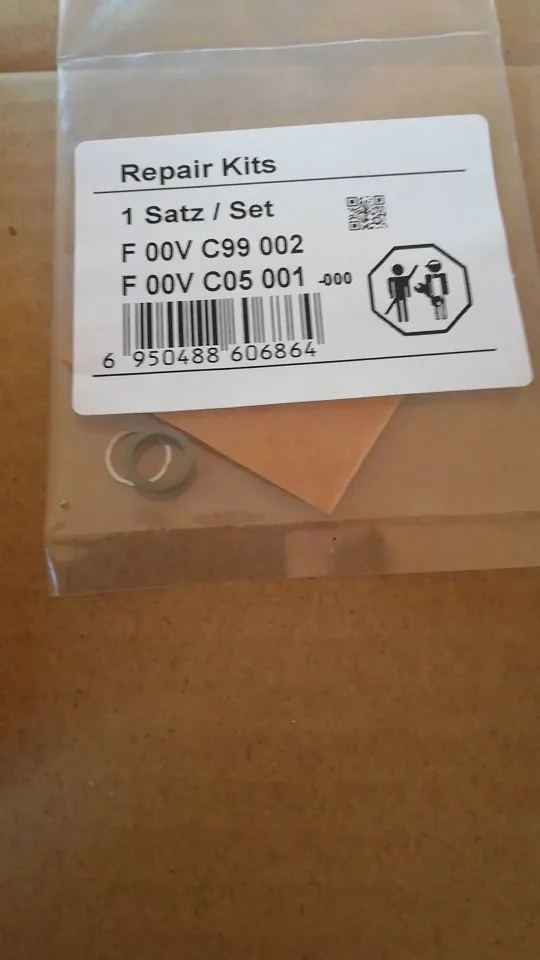 Repair Kits
1 Satz / Set
F 00V C99 002
F 00V C05 001 -000
6 950488 606864